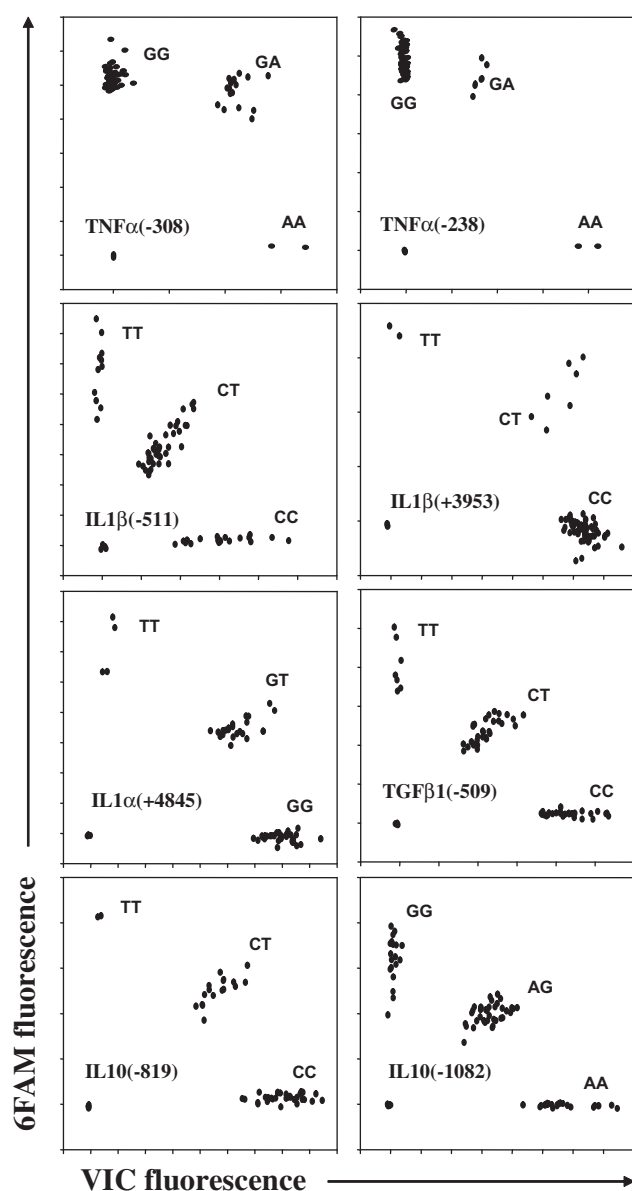 GG
GA
AA
TNFα(-308)
GG
GA
AA
TNFα(-238)
TT
CT
CC
IL1β(-511)
TT
CT
CC
IL1β(+3953)
TT
GT
GG
IL1α(+4845)
TT
CT
CC
TGFβ1(-509)
TT
CT
CC
IL10(-819)
GG
AG
AA
IL10(-1082)
6FAM fluorescence
VIC fluorescence